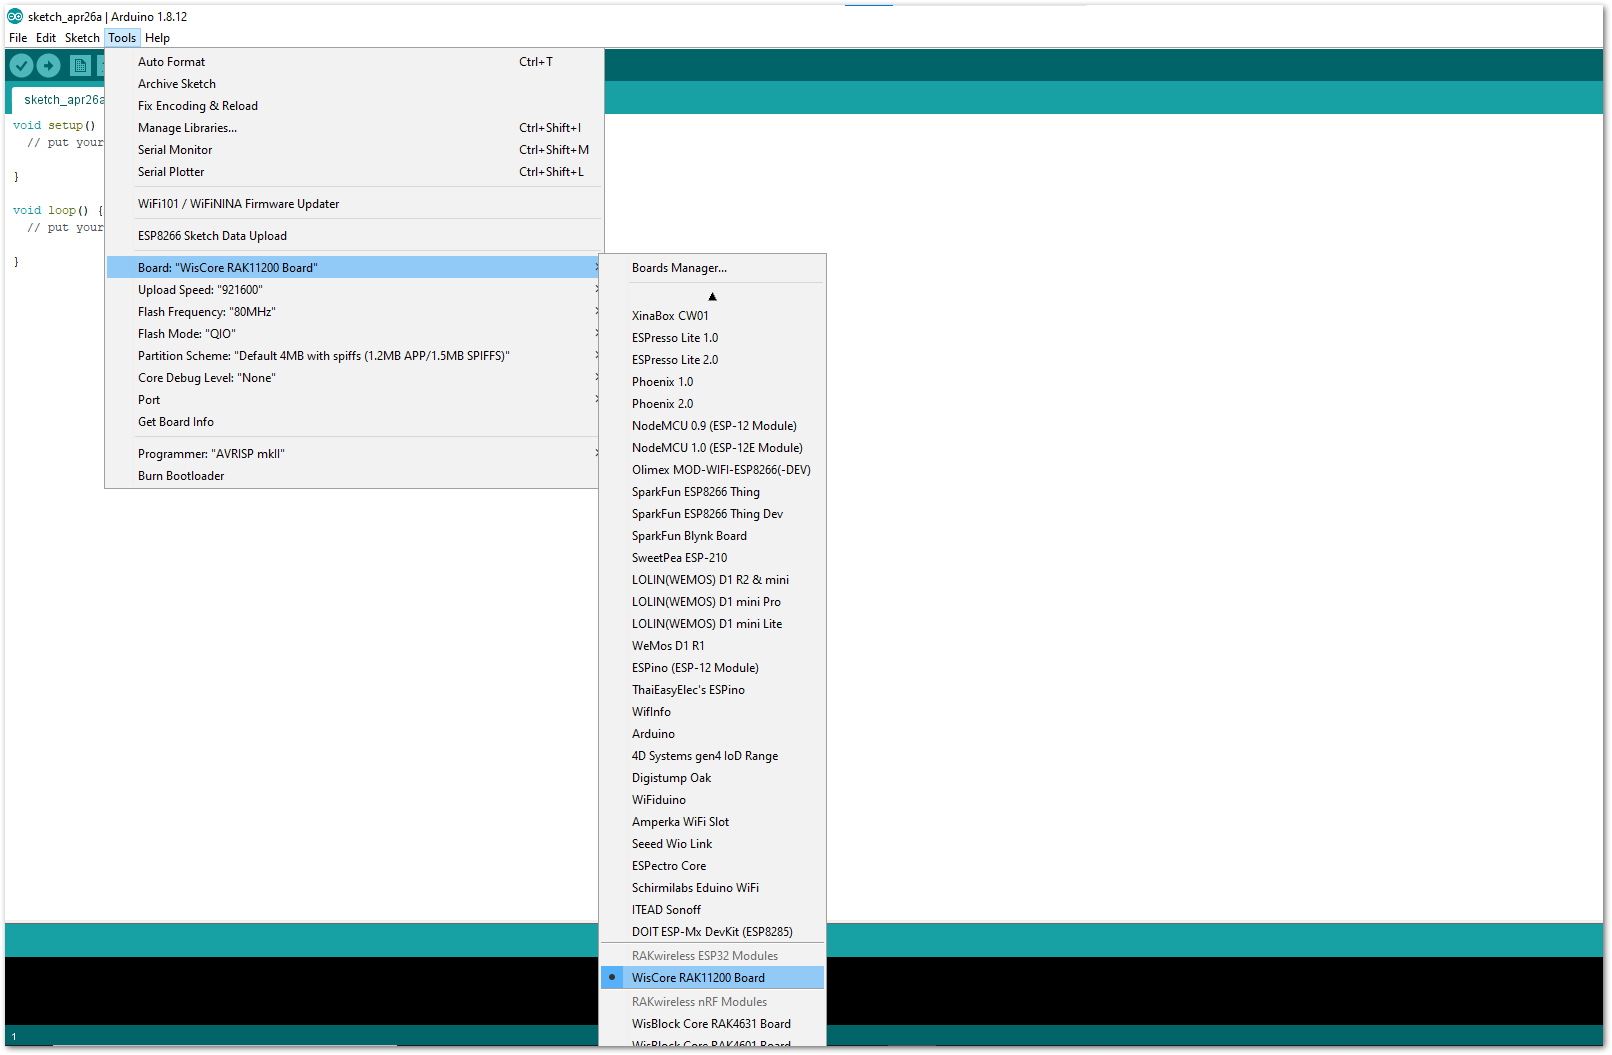 sketch_apr26a | Arduino 1.8.12
File Edit Sketch Tools Help
sketch_apr26a
void setup()
// put your
}
void loop() {
// put your
}
Auto Format Ctrl+T
Archive Sketch
Fix Encoding & Reload
Manage Libraries... Ctrl+Shift+I
Serial Monitor Ctrl+Shift+M
Serial Plotter Ctrl+Shift+L
WiFi101 / WiFiNINA Firmware Updater
ESP8266 Sketch Data Upload
Board: "WisCore RAK11200 Board"
Upload Speed: "921600"
Flash Frequency: "80MHz"
Flash Mode: "QIO"
Partition Scheme: "Default 4MB with spiffs (1.2MB APP/1.5MB SPIFFS)"
Core Debug Level: "None"
Port
Get Board Info
Programmer: "AVRISP mkII"
Burn Bootloader
Boards Manager...
XinaBox CW01
ESPresso Lite 1.0
ESPresso Lite 2.0
Phoenix 1.0
Phoenix 2.0
NodeMCU 0.9 (ESP-12 Module)
NodeMCU 1.0 (ESP-12E Module)
Olimex MOD-WIFI-ESP8266(-DEV)
SparkFun ESP8266 Thing
SparkFun ESP8266 Thing Dev
SparkFun Blynk Board
SweetPea ESP-210
LOLIN(WEMOS) D1 R2 & mini
LOLIN(WEMOS) D1 mini Pro
LOLIN(WEMOS) D1 mini Lite
WeMos D1 R1
ESPino (ESP-12 Module)
ThaiEasyElec's ESPino
WifInfo
Arduino
4D Systems gen4 IoD Range
Digistump Oak
WiFiduino
Amperka WiFi Slot
Seeed Wio Link
ESPectro Core
Schirmilabs Eduino WiFi
ITEAD Sonoff
DOIT ESP-Mx DevKit (ESP8285)
RAKwireless ESP32 Modules
WisCore RAK11200 Board
RAKwireless nRF Modules
WisBlock Core RAK4631 Board
WisBlock Core RAK4601 Board
1